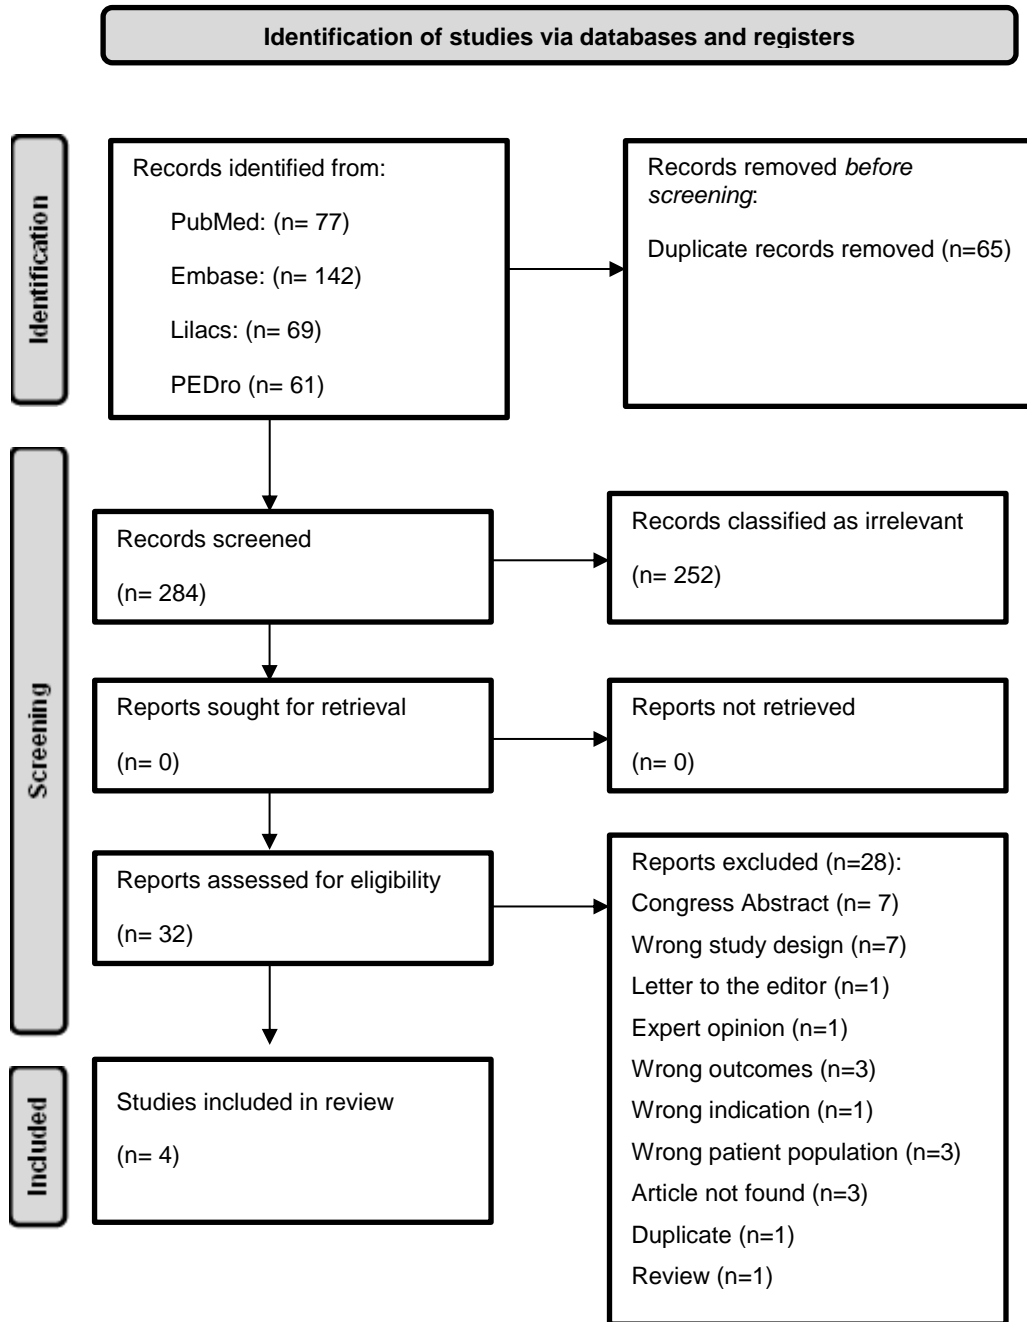 Identification of studies via databases and registers
Identification
Records identified from:
PubMed: (n= 77)
Embase: (n= 142)
Lilacs: (n= 69)
PEDro (n= 61)
Records removed before
screening:
Duplicate records removed (n=65)
Screening
Records screened
(n= 284)
Records classified as irrelevant
(n= 252)
Reports sought for retrieval
(n= 0)
Reports not retrieved
(n= 0)
Reports assessed for eligibility
(n= 32)
Reports excluded (n=28):
Congress Abstract (n= 7)
Wrong study design (n=7)
Letter to the editor (n=1)
Expert opinion (n=1)
Wrong outcomes (n=3)
Wrong indication (n=1)
Wrong patient population (n=3)
Article not found (n=3)
Duplicate (n=1)
Review (n=1)
Included
Studies included in review
(n= 4)